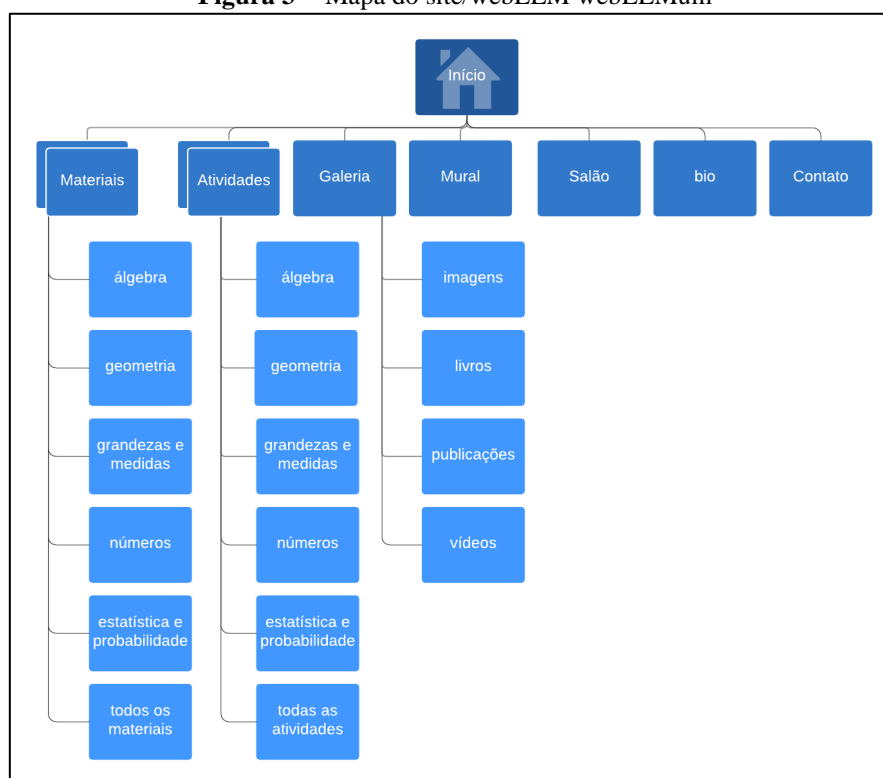 Mapa do site/webLEM webLEMum
Início
Materiais
Atividades
Galeria
Mural
Salão
bio
Contato
álgebra
geometria
grandezas e
medidas
números
estatística e
probabilidade
todos os
materiais
álgebra
geometria
grandezas e
medidas
números
estatística e
probabilidade
todas as
atividades
imagens
livros
publicações
vídeos